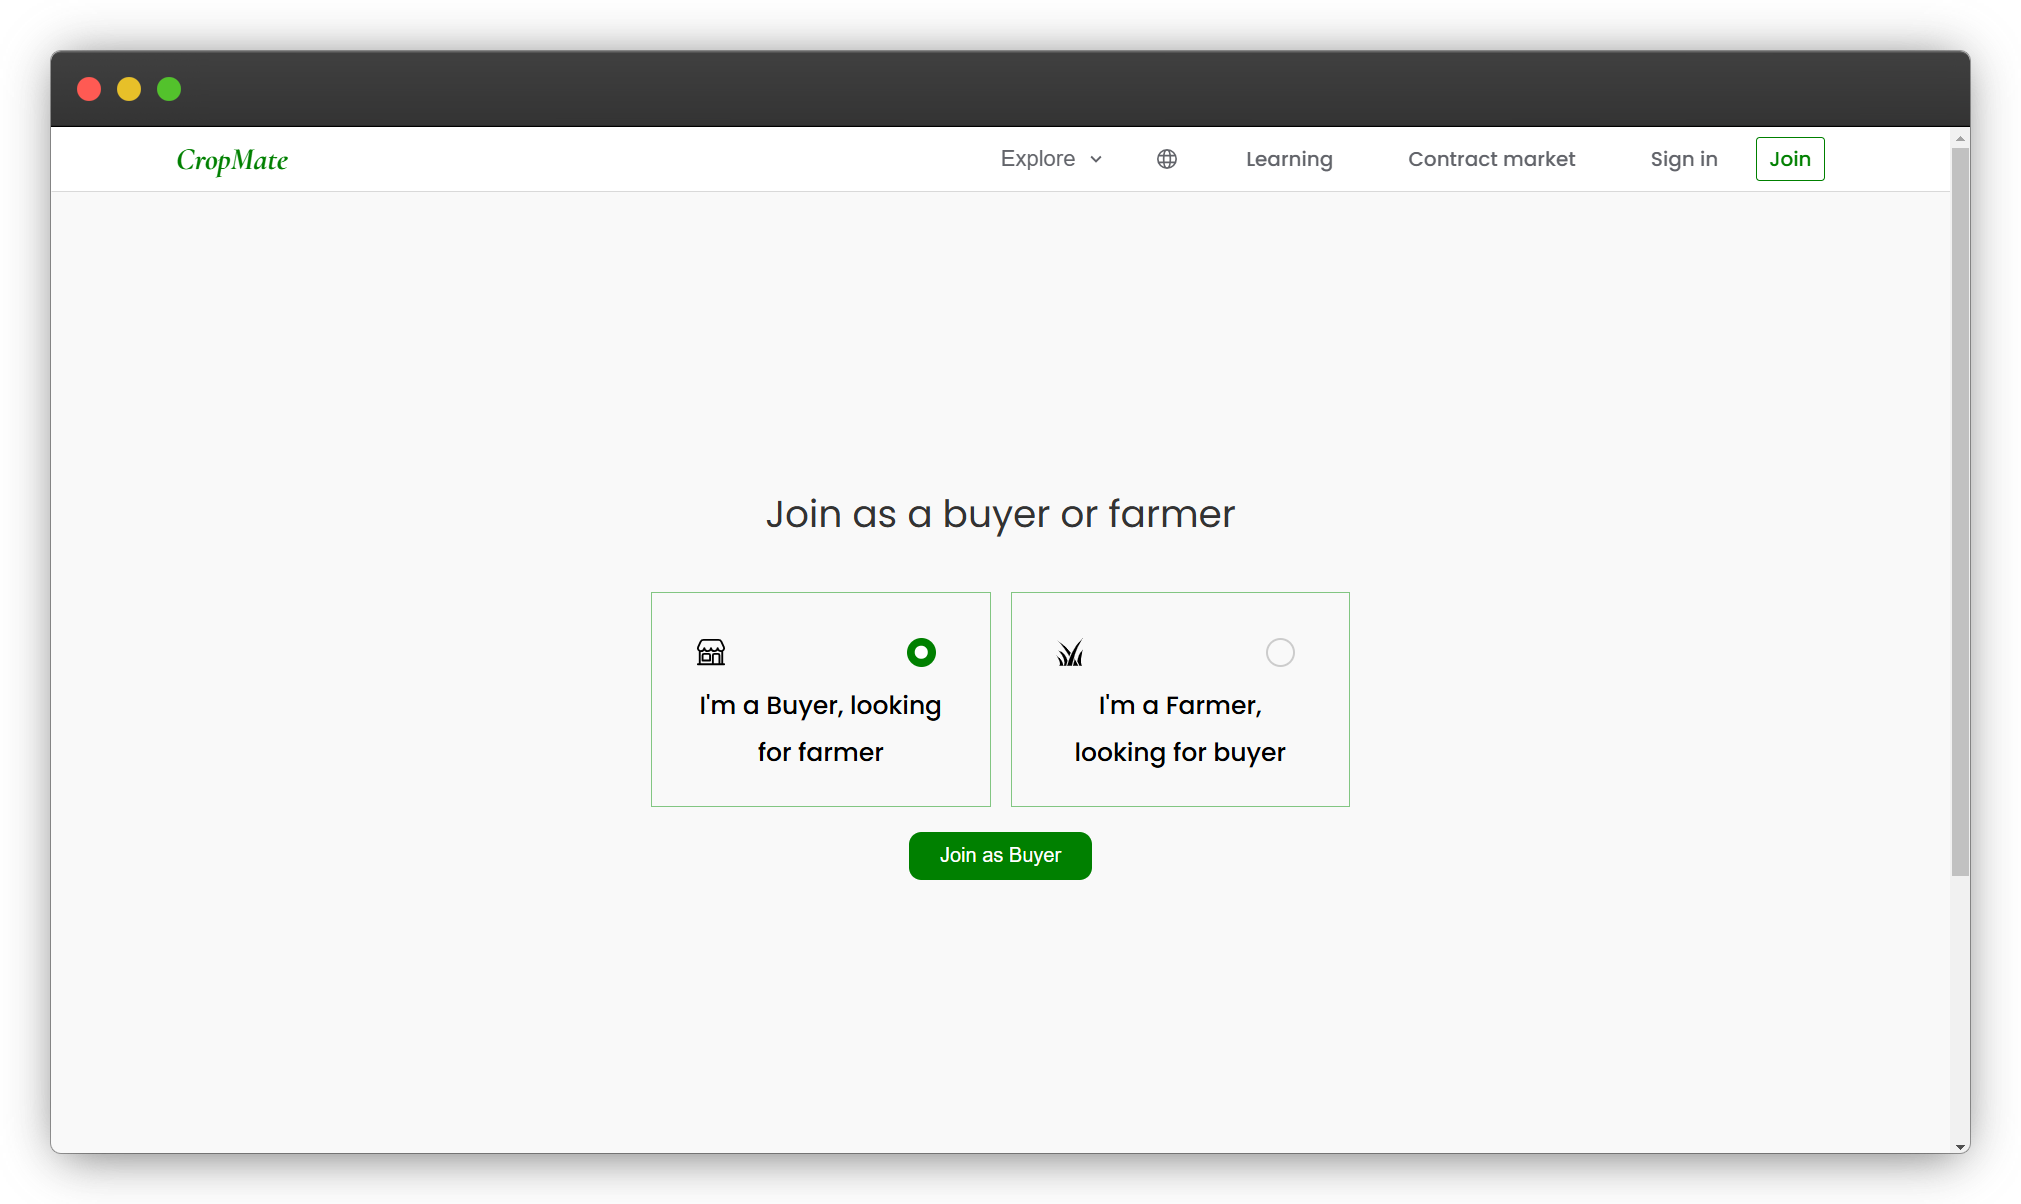 CropMate
Explore
Learning
Contract market
Sign in
Join
Join as a buyer or farmer
I'm a Buyer, looking
for farmer
I'm a Farmer,
looking for buyer
Join as Buyer